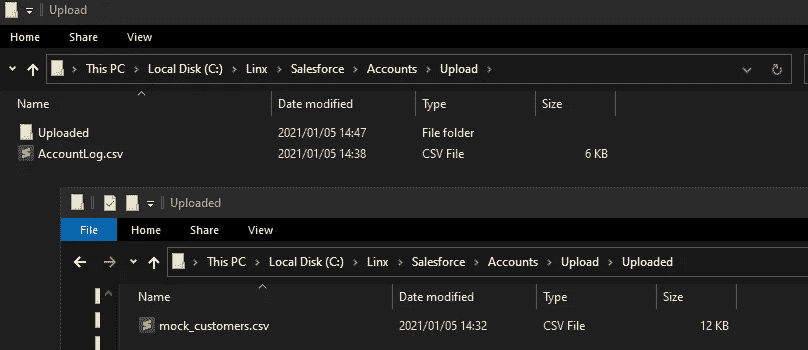 Upload
Home Share View
This PC > Local Disk (C:) > Linx > Salesforce > Accounts > Upload >
Name Date modified Type Size
Uploaded 2021/01/05 14:47 File folder
AccountLog.csv 2021/01/05 14:38 CSV File 6 KB
Uploaded
File Home Share View
This PC > Local Disk (C:) > Linx > Salesforce > Accounts > Upload > Uploaded
Name Date modified Type Size
mock_customers.csv 2021/01/05 14:32 CSV File 12 KB